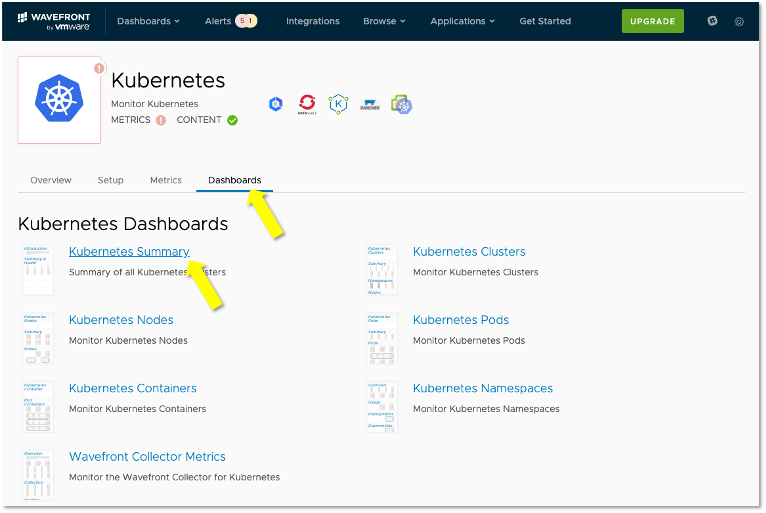 WAVEFRONT
by vmware
Dashboards Alerts 5 1 Integrations Browse Applications Get Started UPGRADE
Kubernetes
Monitor Kubernetes
METRICS CONTENT
OPENSHIFT
K
RANCHER
Overview Setup Metrics Dashboards
Kubernetes Dashboards
Kubernetes Summary
Summary of all Kubernetes
Kubernetes Clusters
Monitor Kubernetes Clusters
Kubernetes Nodes
Monitor Kubernetes Nodes
Kubernetes Pods
Monitor Kubernetes Pods
Kubernetes Containers
Monitor Kubernetes Containers
Kubernetes Namespaces
Monitor Kubernetes Namespaces
Wavefront Collector Metrics
Monitor the Wavefront Collector for Kubernetes